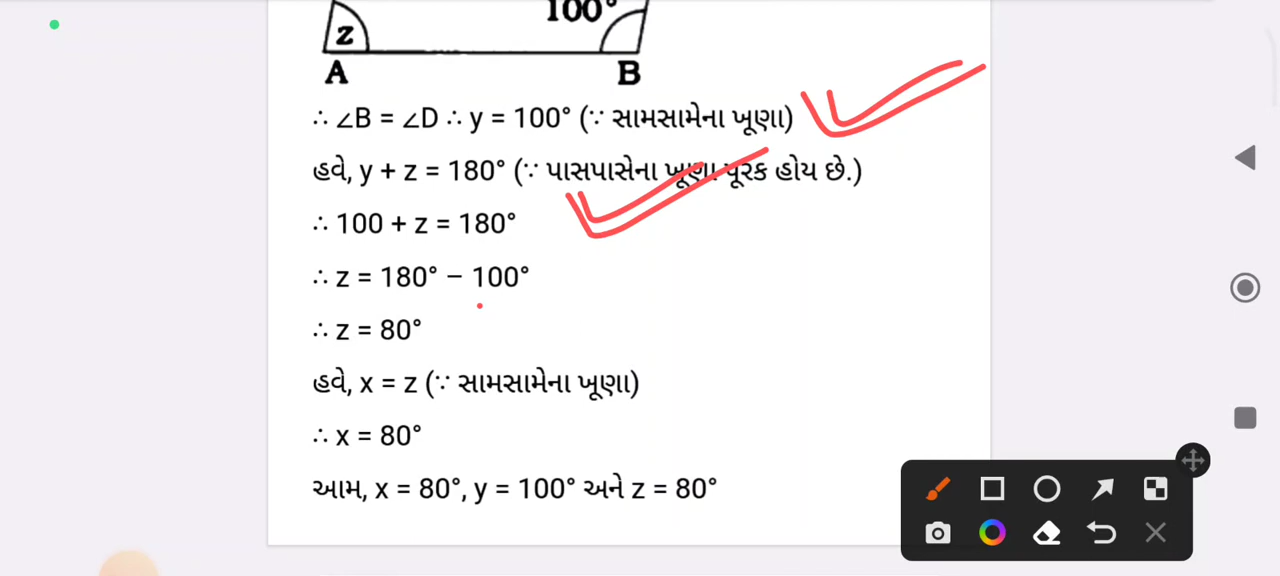 100°
z
A B
∴ ∠B = ∠D ∴ y = 100° (∵ સામસામેના ખૂણા)
હવે, y + z = 180° (∵ પાસપાસેના ખૂણા પૂરક હોય છે.)
∴ 100 + z = 180°
∴ z = 180° − 100°
∴ z = 80°
હવે, x = z (∵ સામસામેના ખૂણા)
∴ x = 80°
આમ, x = 80°, y = 100° અને z = 80°